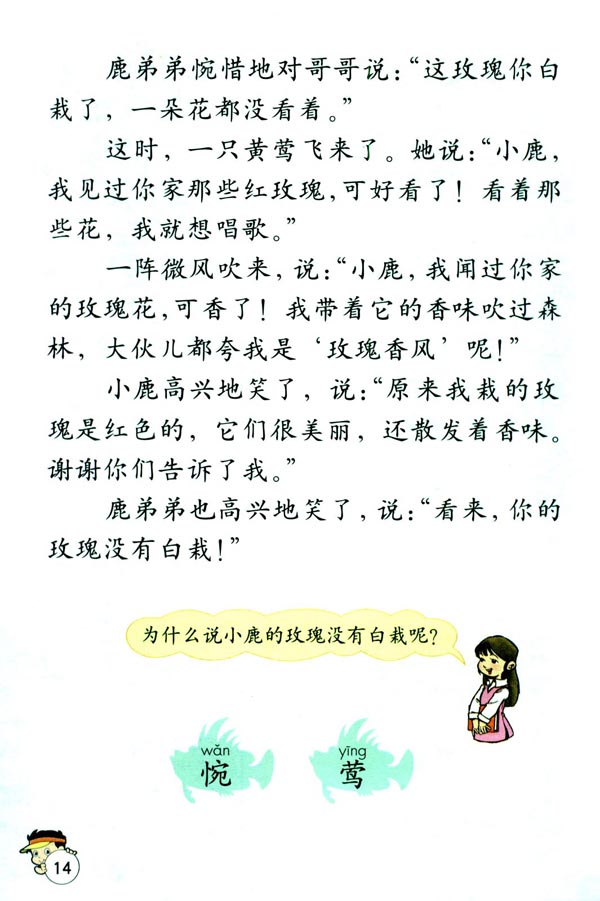 鹿弟弟惋惜地对哥哥说：“这玫瑰你白
栽了，一朵花都没看着。”
这时，一只黄莺飞来了。她说：“小鹿，
我见过你家那些红玫瑰，可好看了！看着那
些花，我就想唱歌。”
一阵微风吹来，说：“小鹿，我闻过你家
的玫瑰花，可香了！我带着它的香味吹过森
林，大伙儿都夸我是‘玫瑰香风’呢！”
小鹿高兴地笑了，说：“原来我栽的玫
瑰是红色的，它们很美丽，还散发着香味。
谢谢你们告诉了我。”
鹿弟弟也高兴地笑了，说：“看来，你的
玫瑰没有白栽！”
为什么说小鹿的玫瑰没有白栽呢？
wǎn yīng
惋 莺
14